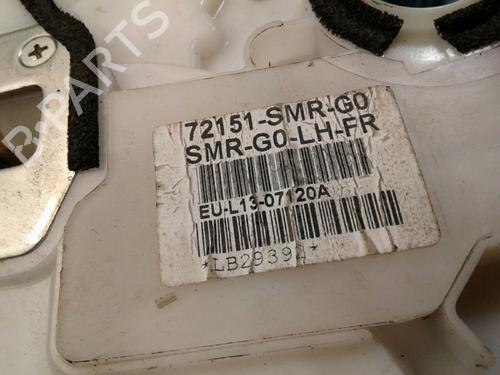 72151-SMR-G0
SMR-G0-LH-FR
EU-L13-07120A
*LB29394*
B-PARTS